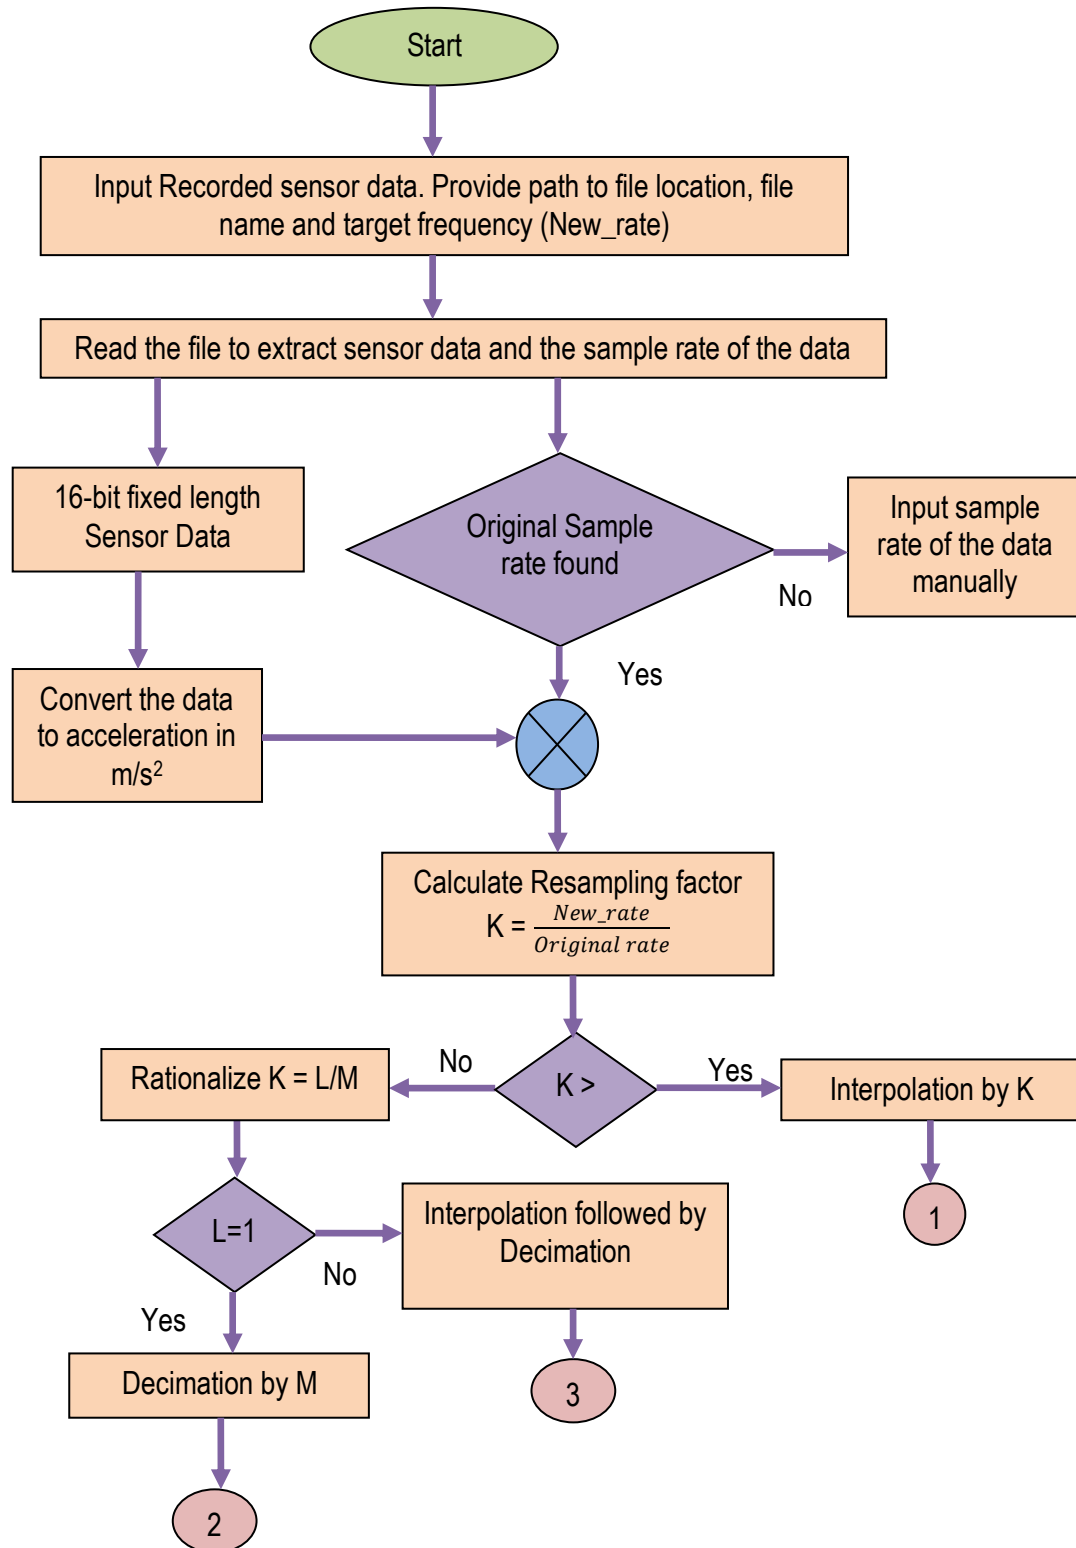 Start
Input Recorded sensor data. Provide path to file location, file
name and target frequency (New_rate)
Read the file to extract sensor data and the sample rate of the data
16-bit fixed length
Sensor Data
Original Sample
rate found
Input sample
rate of the data
manually
No
Yes
Convert the data
to acceleration in
m/s²
Calculate Resampling factor
K = New_rate / Original rate
Rationalize K = L/M
No
K >
Yes
Interpolation by K
L=1
Interpolation followed by
Decimation
1
No
Yes
Decimation by M
3
2